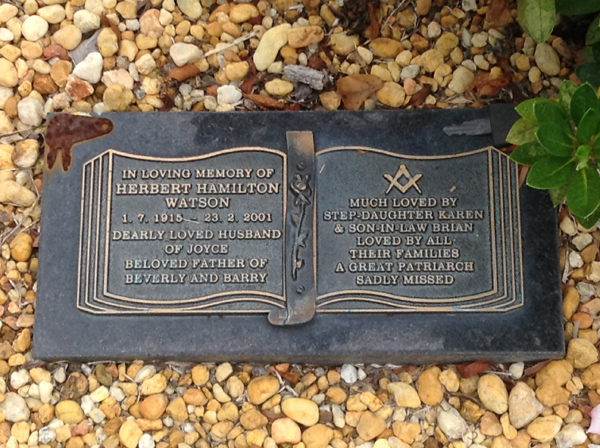 IN LOVING MEMORY OF
HERBERT HAMILTON
WATSON
1. 7. 1915 – 23. 2. 2001
DEARLY LOVED HUSBAND
OF JOYCE
BELOVED FATHER OF
BEVERLY AND BARRY
MUCH LOVED BY
STEP-DAUGHTER KAREN
& SON-IN-LAW BRIAN
LOVED BY ALL
THEIR FAMILIES
A GREAT PATRIARCH
SADLY MISSED